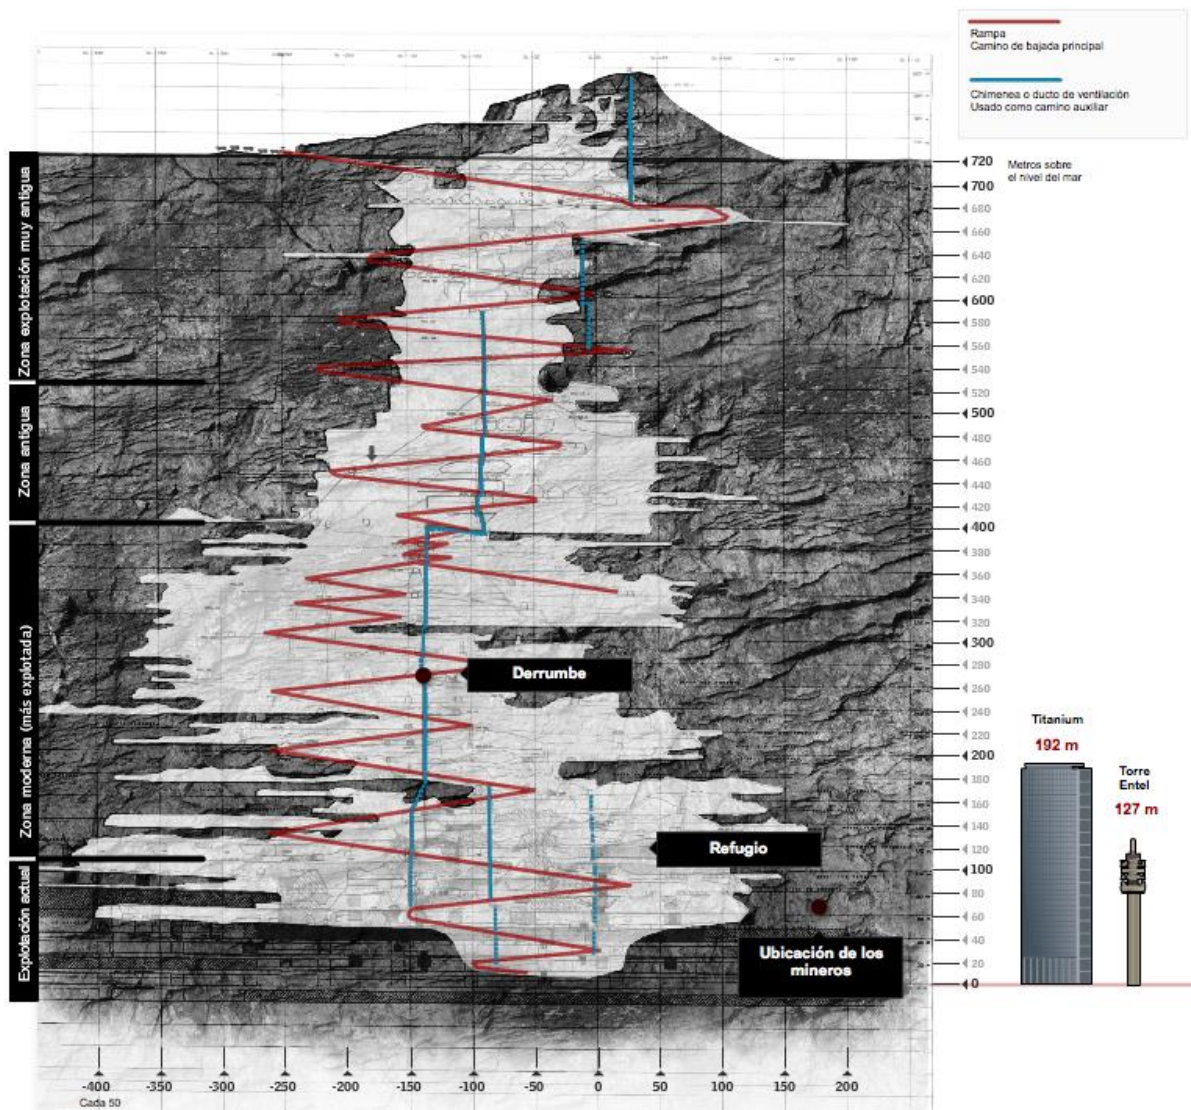 Rampa
Camino de bajada principal
Chimenea o ducto de ventilación
Usado como camino auxiliar
Metros sobre
el nivel del mar
720
700
680
660
640
620
600
580
560
540
520
500
480
460
440
420
400
380
360
340
320
300
280
260
240
220
200
180
160
140
120
100
80
60
40
20
0
Zona explotación muy antigua
Zona antigua
Zona moderna (más explotada)
Explotación actual
Derrumbe
Refugio
Ubicación de los
mineros
Titanium
192 m
Torre
Entel
127 m
-400
-350
-300
-250
-200
-150
-100
-50
0
50
100
150
200
Cada 50